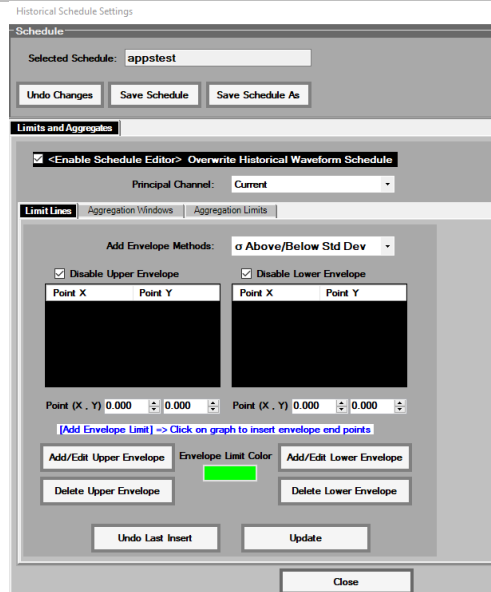 Historical Schedule Settings
Schedule
Selected Schedule: appstest
Undo Changes Save Schedule Save Schedule As
Limits and Aggregates
<Enable Schedule Editor> Overwrite Historical Waveform Schedule
Principal Channel: Current
Limit Lines Aggregation Windows Aggregation Limits
Add Envelope Methods: σ Above/Below Std Dev
Disable Upper Envelope Disable Lower Envelope
Point X Point Y Point X Point Y
Point (X , Y) 0.000 0.000 Point (X , Y) 0.000 0.000
[Add Envelope Limit] => Click on graph to insert envelope end points
Add/Edit Upper Envelope Envelope Limit Color Add/Edit Lower Envelope
Delete Upper Envelope Delete Lower Envelope
Undo Last Insert Update
Close